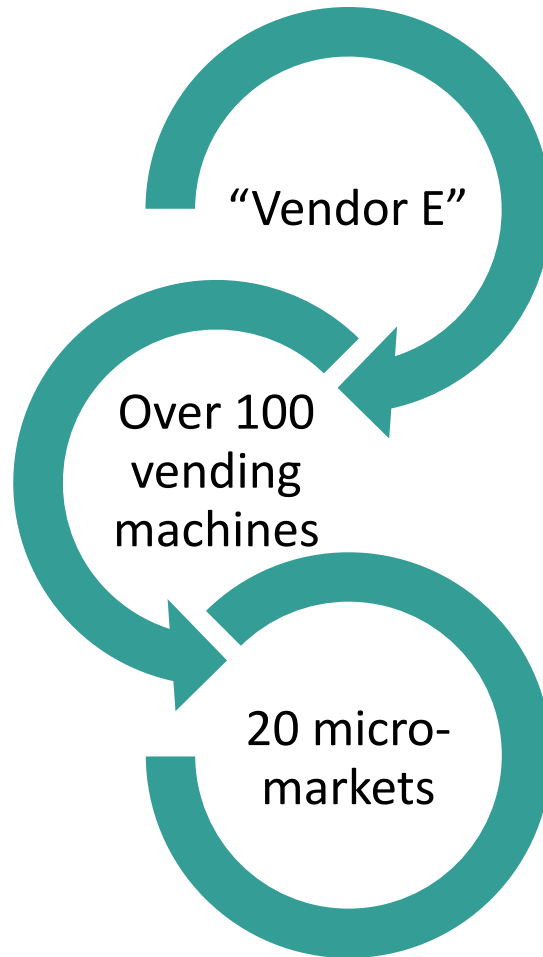 “Vendor E”
Over 100
vending
machines
20 micro-
markets